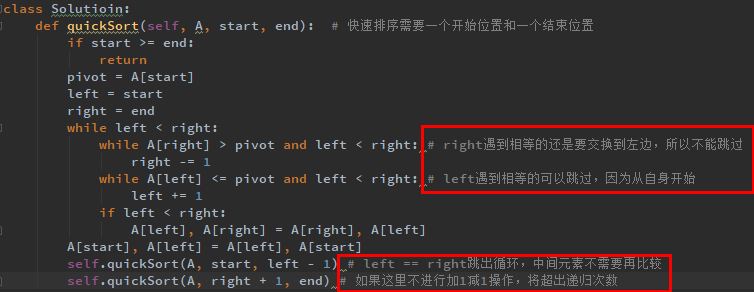 class Solutioin:
def quickSort(self, A, start, end): # 快速排序需要一个开始位置和一个结束位置
if start >= end:
return
pivot = A[start]
left = start
right = end
while left < right:
while A[right] > pivot and left < right: # right遇到相等的还是要交换到左边，所以不能跳过
right -= 1
while A[left] <= pivot and left < right: # left遇到相等的可以跳过，因为从自身开始
left += 1
if left < right:
A[left], A[right] = A[right], A[left]
A[start], A[left] = A[left], A[start]
self.quickSort(A, start, left - 1) # left == right跳出循环，中间元素不需要再比较
self.quickSort(A, right + 1, end) # 如果这里不进行加1减1操作，将超出递归次数